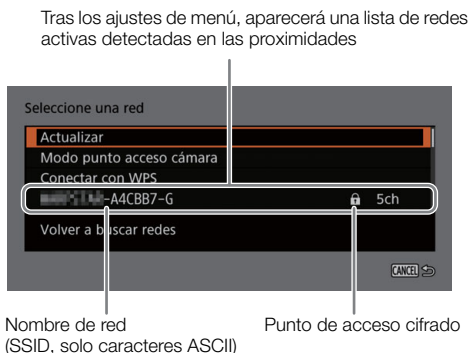 Tras los ajustes de menú, aparecerá una lista de redes
activas detectadas en las proximidades
Seleccione una red
Actualizar
Modo punto acceso cámara
Conectar con WPS
-A4CBB7-G 5ch
Volver a buscar redes
CANCEL
Nombre de red Punto de acceso cifrado
(SSID, solo caracteres ASCII)